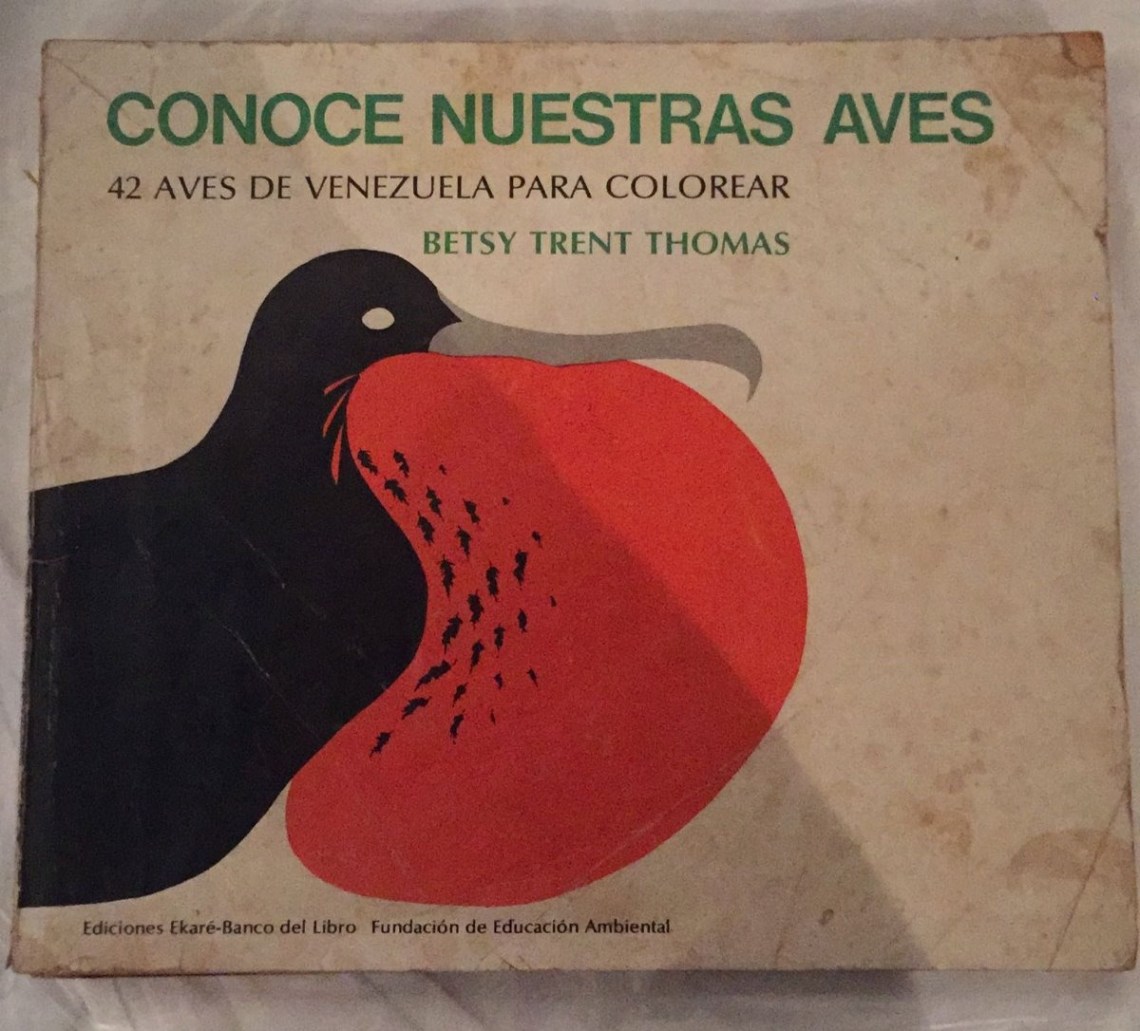 CONOCE NUESTRAS AVES
42 AVES DE VENEZUELA PARA COLOREAR
BETSY TRENT THOMAS
Ediciones Ekaré-Banco del Libro Fundación de Educación Ambiental